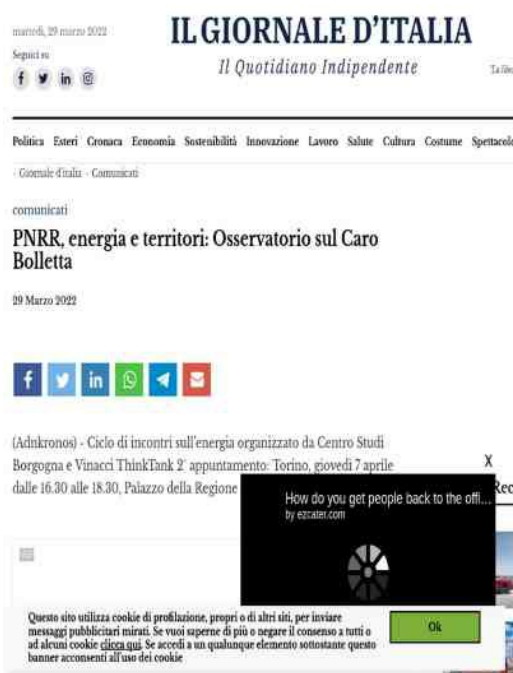 martedì, 29 marzo 2022
Seguici su
IL GIORNALE D'ITALIA
Il Quotidiano Indipendente
Politica Esteri Cronaca Economia Sostenibilità Innovazione Lavoro Salute Cultura Costume Spettacolo
- Giornale d'italia - Comunicati
comunicati
PNRR, energia e territori: Osservatorio sul Caro
Bolletta
29 Marzo 2022
(Adnkronos) - Ciclo di incontri sull'energia organizzato da Centro Studi
Borgogna e Vinacci ThinkTank 2° appuntamento: Torino, giovedì 7 aprile
dalle 16.30 alle 18.30, Palazzo della Regione
X
How do you get people back to the offi...
by ezcater.com
Questo sito utilizza cookie di profilazione, propri o di altri siti, per inviare
messaggi pubblicitari mirati. Se vuoi saperne di più o negare il consenso a tutti o
ad alcuni cookie clicca qui. Se accedi a un qualunque elemento sottostante questo
banner acconsenti all'uso dei cookie
Ok